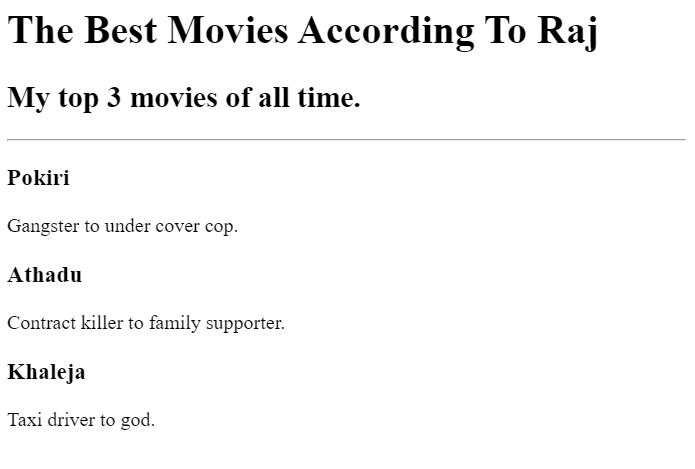 The Best Movies According To Raj
My top 3 movies of all time.
Pokiri
Gangster to under cover cop.
Athadu
Contract killer to family supporter.
Khaleja
Taxi driver to god.